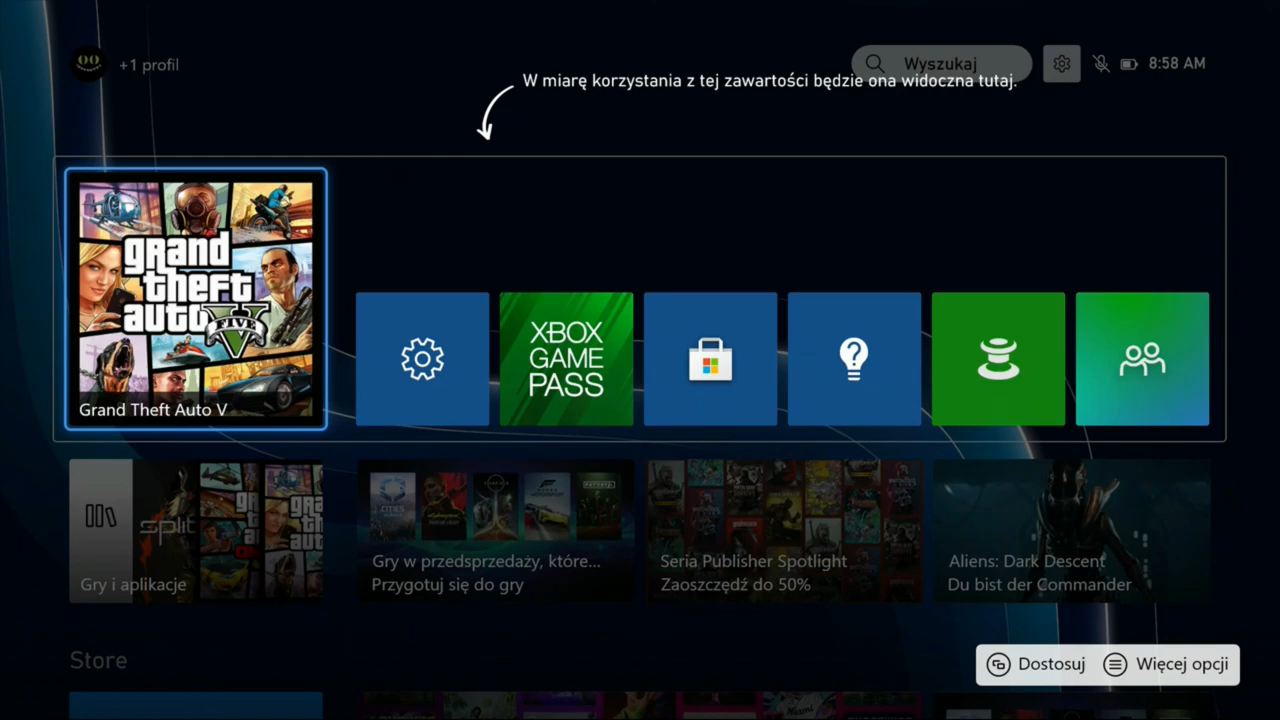 +1 profil
Wyszukaj
8:58 AM
W miarę korzystania z tej zawartości będzie ona widoczna tutaj.
grand
theft
auto
FIVE
Grand Theft Auto V
XBOX
GAME
PASS
split
Gry i aplikacje
CITIES
Gry w przedsprzedaży, które...
Przygotuj się do gry
Seria Publisher Spotlight
Zaoszczędź do 50%
Aliens: Dark Descent
Du bist der Commander
Store
Dostosuj
Więcej opcji